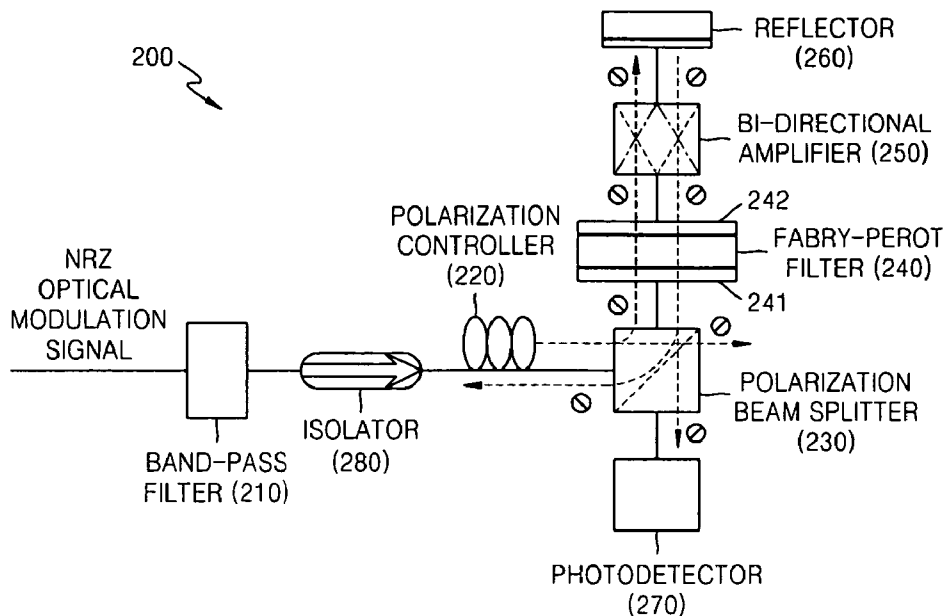 200
REFLECTOR
(260)
BI-DIRECTIONAL
AMPLIFIER (250)
242
POLARIZATION
CONTROLLER
(220)
FABRY-PEROT
FILTER (240)
241
NRZ
OPTICAL
MODULATION
SIGNAL
POLARIZATION
BEAM SPLITTER
(230)
ISOLATOR
(280)
BAND-PASS
FILTER (210)
PHOTODETECTOR
(270)